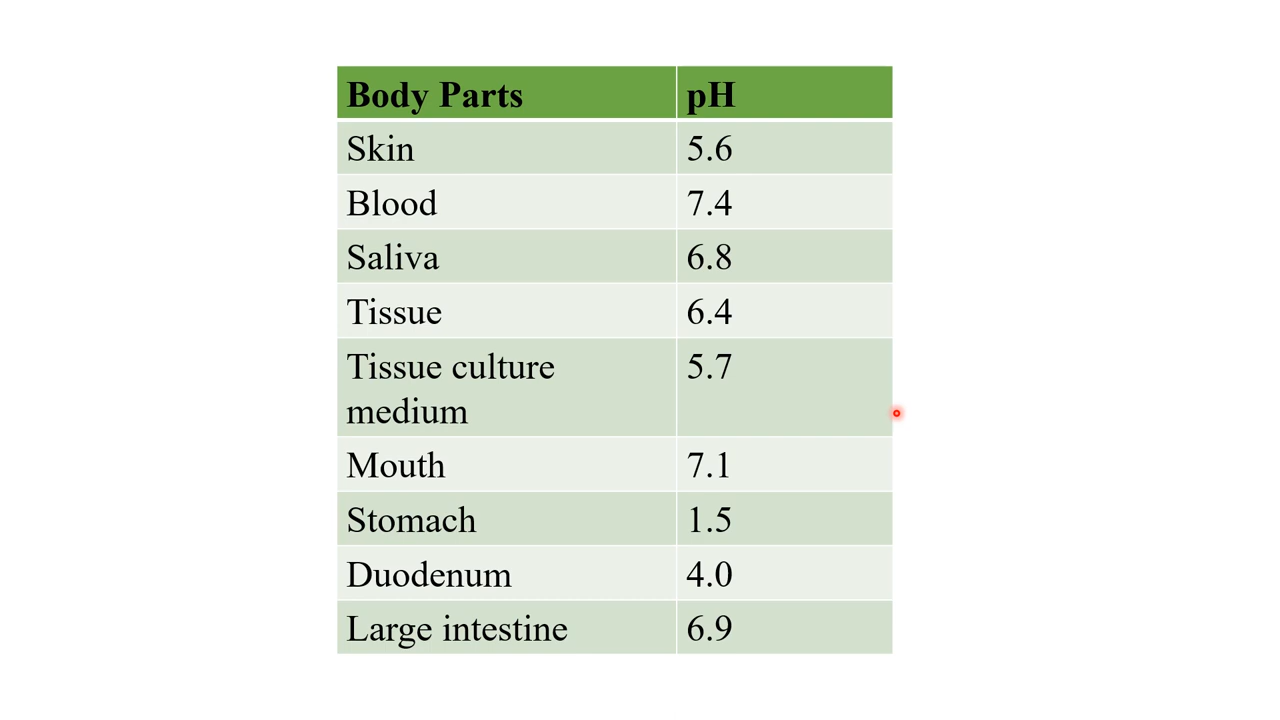 Body Parts pH
Skin 5.6
Blood 7.4
Saliva 6.8
Tissue 6.4
Tissue culture 5.7
medium
Mouth 7.1
Stomach 1.5
Duodenum 4.0
Large intestine 6.9